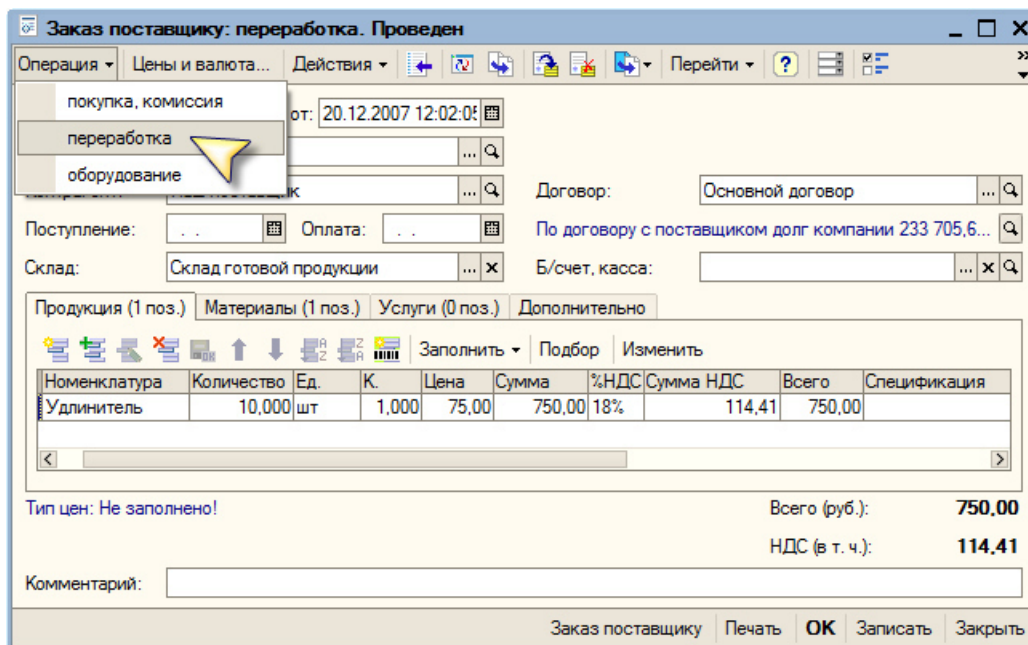 Заказ поставщику: переработка. Проведен
Операция Цены и валюта... Действия Перейти
покупка, комиссия
от: 20.12.2007 12:02:05
переработка
оборудование
Договор: Основной договор
Поступление: . . Оплата: . . По договору с поставщиком долг компании 233 705,6...
Склад: Склад готовой продукции Б/счет, касса:
Продукция (1 поз.) Материалы (1 поз.) Услуги (0 поз.) Дополнительно
Заполнить Подбор Изменить
Номенклатура Количество Ед. К. Цена Сумма %НДС Сумма НДС Всего Спецификация
Удлинитель 10,000 шт 1,000 75,00 750,00 18% 114,41 750,00
Тип цен: Не заполнено! Всего (руб.): 750,00
НДС (в т. ч.): 114,41
Комментарий:
Заказ поставщику Печать OK Записать Закрыть